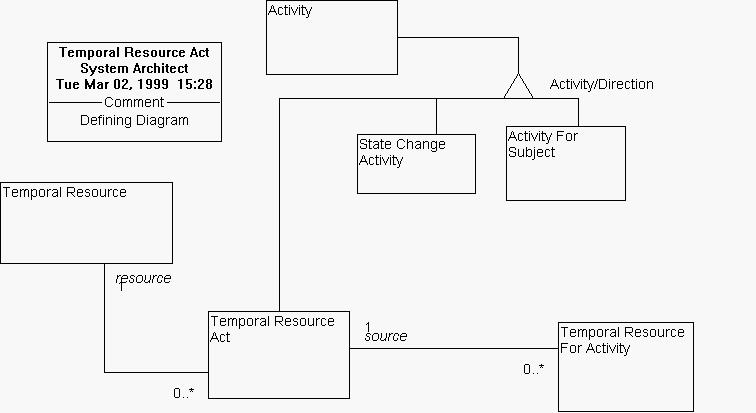 Activity
Temporal Resource Act
System Architect
Tue Mar 02, 1999 15:28
Comment
Defining Diagram
Activity/Direction
State Change
Activity
Activity For
Subject
Temporal Resource
resource
1
Temporal Resource
Act
1
source
Temporal Resource
For Activity
0..*
0..*